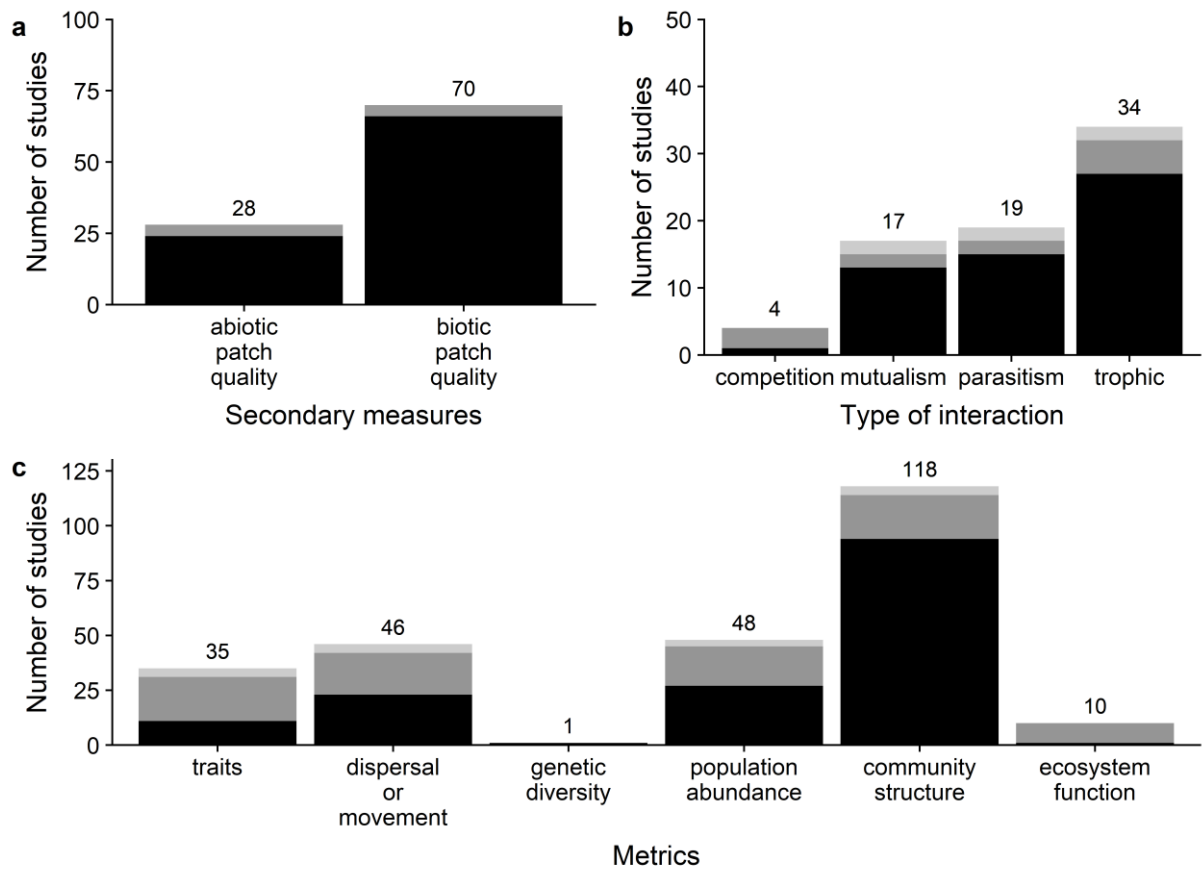 a
Number of studies
100
75
50
25
0
28
70
abiotic
patch
quality
biotic
patch
quality
Secondary measures
b
Number of studies
50
40
30
20
10
0
4
17
19
34
competition
mutualism
parasitism
trophic
Type of interaction
c
Number of studies
125
100
75
50
25
0
35
46
1
48
118
10
traits
dispersal
or
movement
genetic
diversity
population
abundance
community
structure
ecosystem
function
Metrics